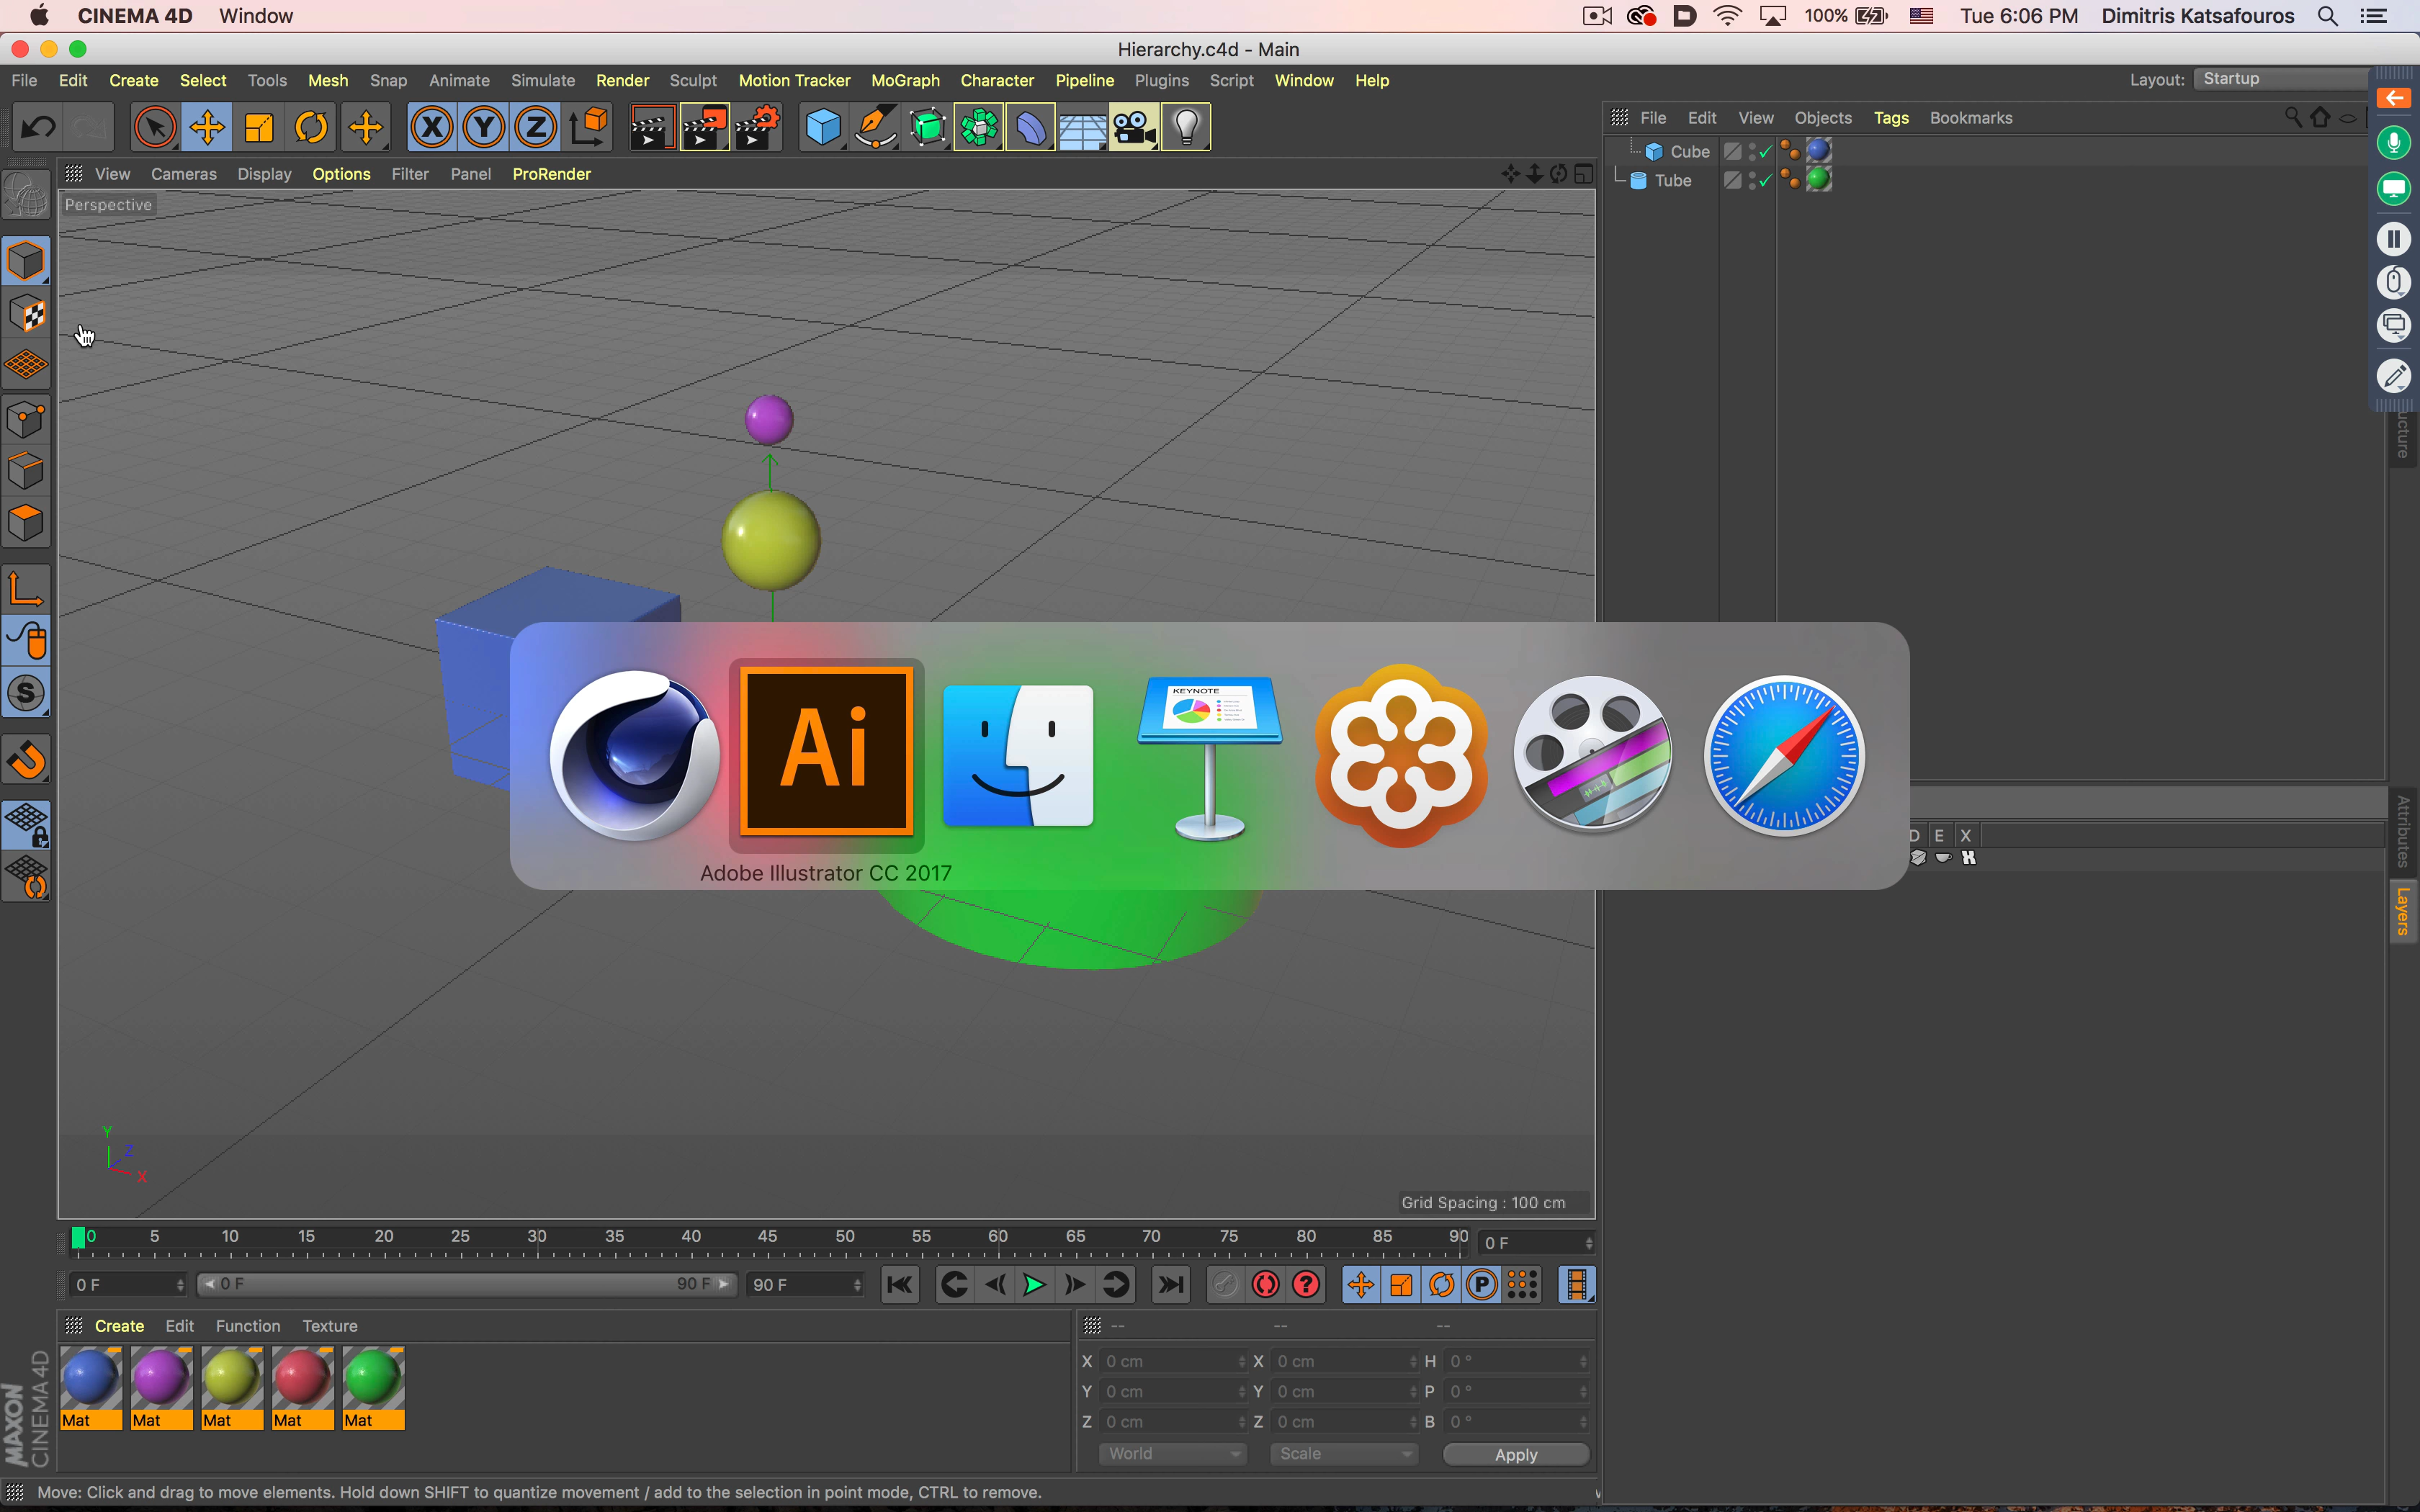 CINEMA 4D Window 100% Tue 6:06 PM Dimitris Katsafouros
Hierarchy.c4d - Main
File Edit Create Select Tools Mesh Snap Animate Simulate Render Sculpt Motion Tracker MoGraph Character Pipeline Plugins Script Window Help Layout: Startup
X Y Z
File Edit View Objects Tags Bookmarks
Cube
Tube
View Cameras Display Options Filter Panel ProRender
Perspective
ucture
KEYNOTE
Ai
Adobe Illustrator CC 2017
D E X
Attributes
Layers
S
Y
Z
X
Grid Spacing : 100 cm
0 5 10 15 20 25 30 35 40 45 50 55 60 65 70 75 80 85 90 0 F
0 F 0 F 90 F 90 F ? P
Create Edit Function Texture
-- -- --
Mat Mat Mat Mat Mat
X 0 cm X 0 cm H 0 °
Y 0 cm Y 0 cm P 0 °
Z 0 cm Z 0 cm B 0 °
World Scale Apply
MAXON
CINEMA 4D
Move: Click and drag to move elements. Hold down SHIFT to quantize movement / add to the selection in point mode, CTRL to remove.